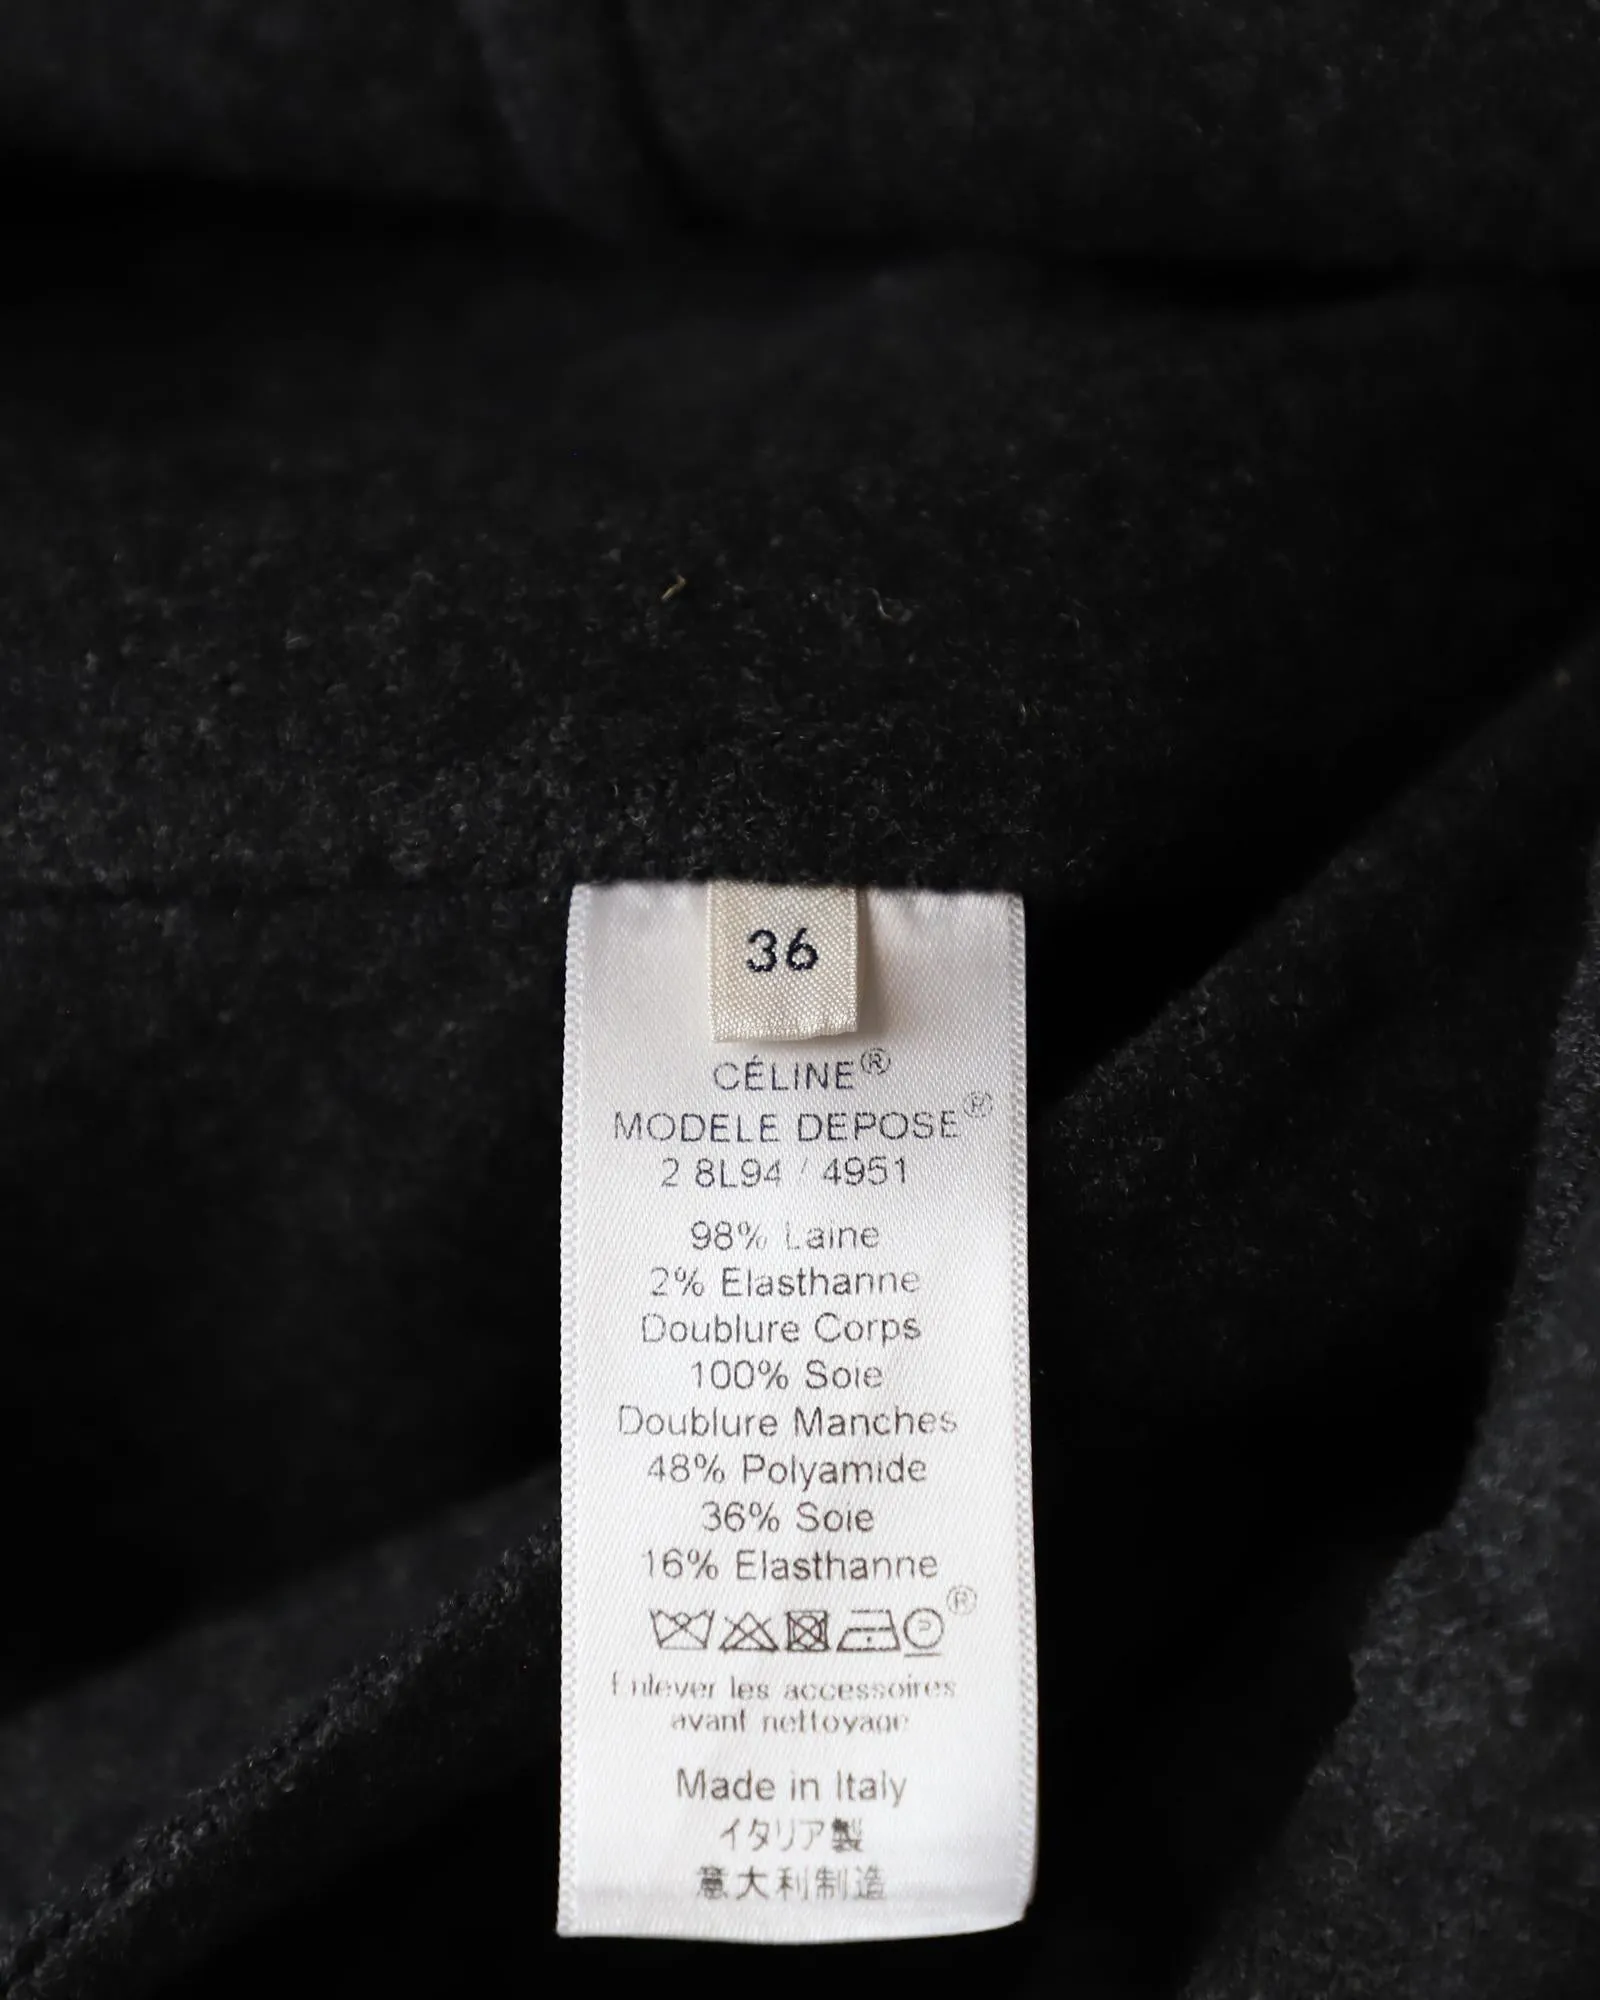 36
CÉLINE®
MODELE DEPOSE®
2 8L94 / 4951
98% Laine
2% Elasthanne
Doublure Corps
100% Soie
Doublure Manches
48% Polyamide
36% Soie
16% Elasthanne
®
P
Enlever les accessoires
avant nettoyage
Made in Italy
イタリア製
意大利制造